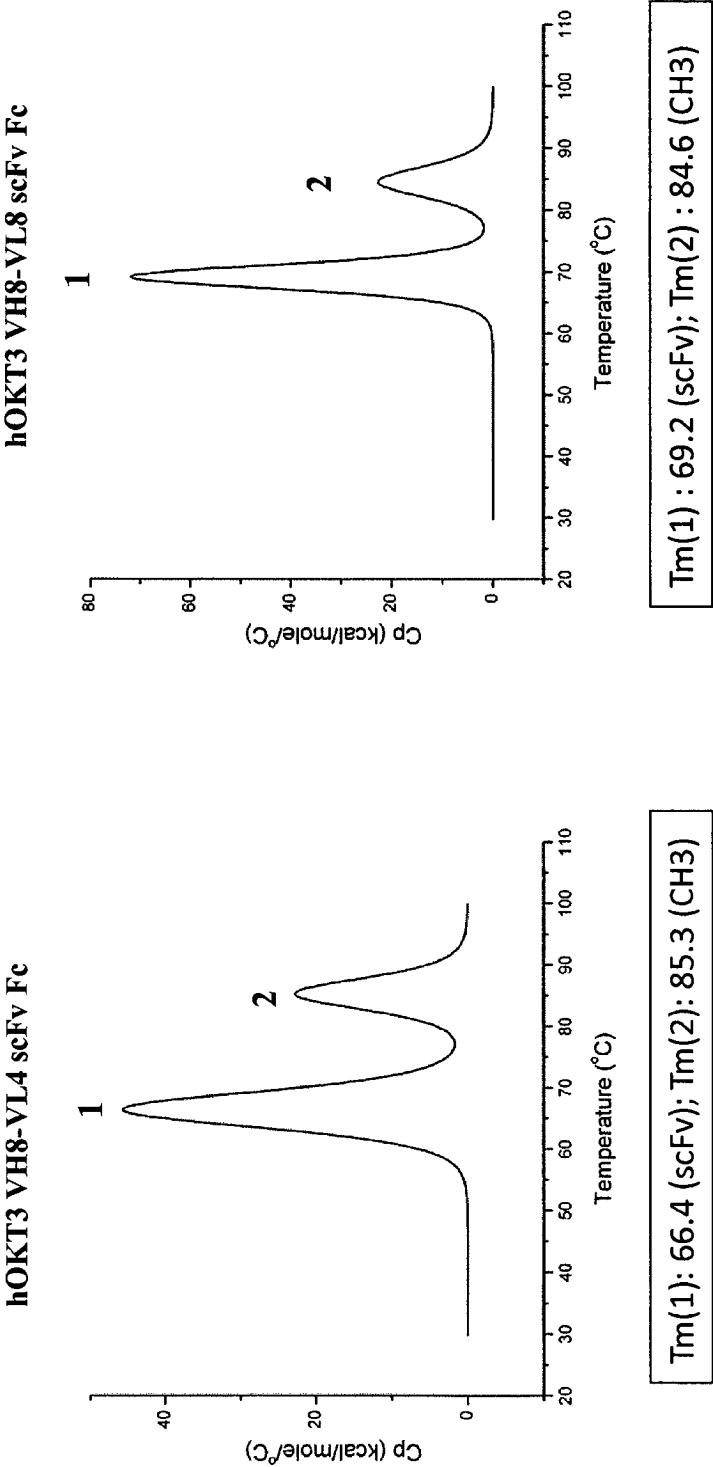 hOKT3 VH8-VL4 scFv Fc
1
2
40
20
0
Cp (kcal/mole/°C)
20 30 40 50 60 70 80 90 100 110
Temperature (°C)
Tm(1): 66.4 (scFv); Tm(2): 85.3 (CH3)
hOKT3 VH8-VL8 scFv Fc
1
2
80
60
40
20
0
Cp (kcal/mole/°C)
20 30 40 50 60 70 80 90 100 110
Temperature (°C)
Tm(1) : 69.2 (scFv); Tm(2) : 84.6 (CH3)